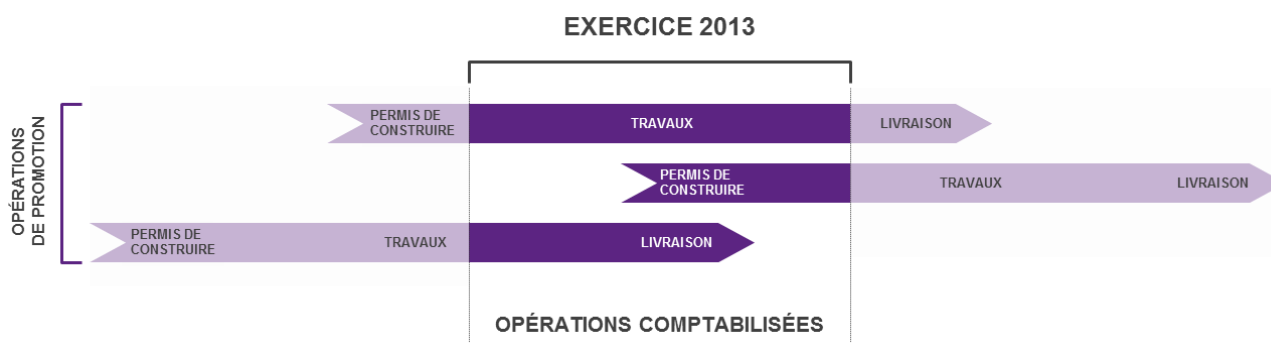 EXERCICE 2013
OPÉRATIONS
DE PROMOTION
PERMIS DE
CONSTRUIRE
TRAVAUX
LIVRAISON
PERMIS DE
CONSTRUIRE
TRAVAUX
LIVRAISON
PERMIS DE
CONSTRUIRE
TRAVAUX
LIVRAISON
OPÉRATIONS COMPTABILISÉES